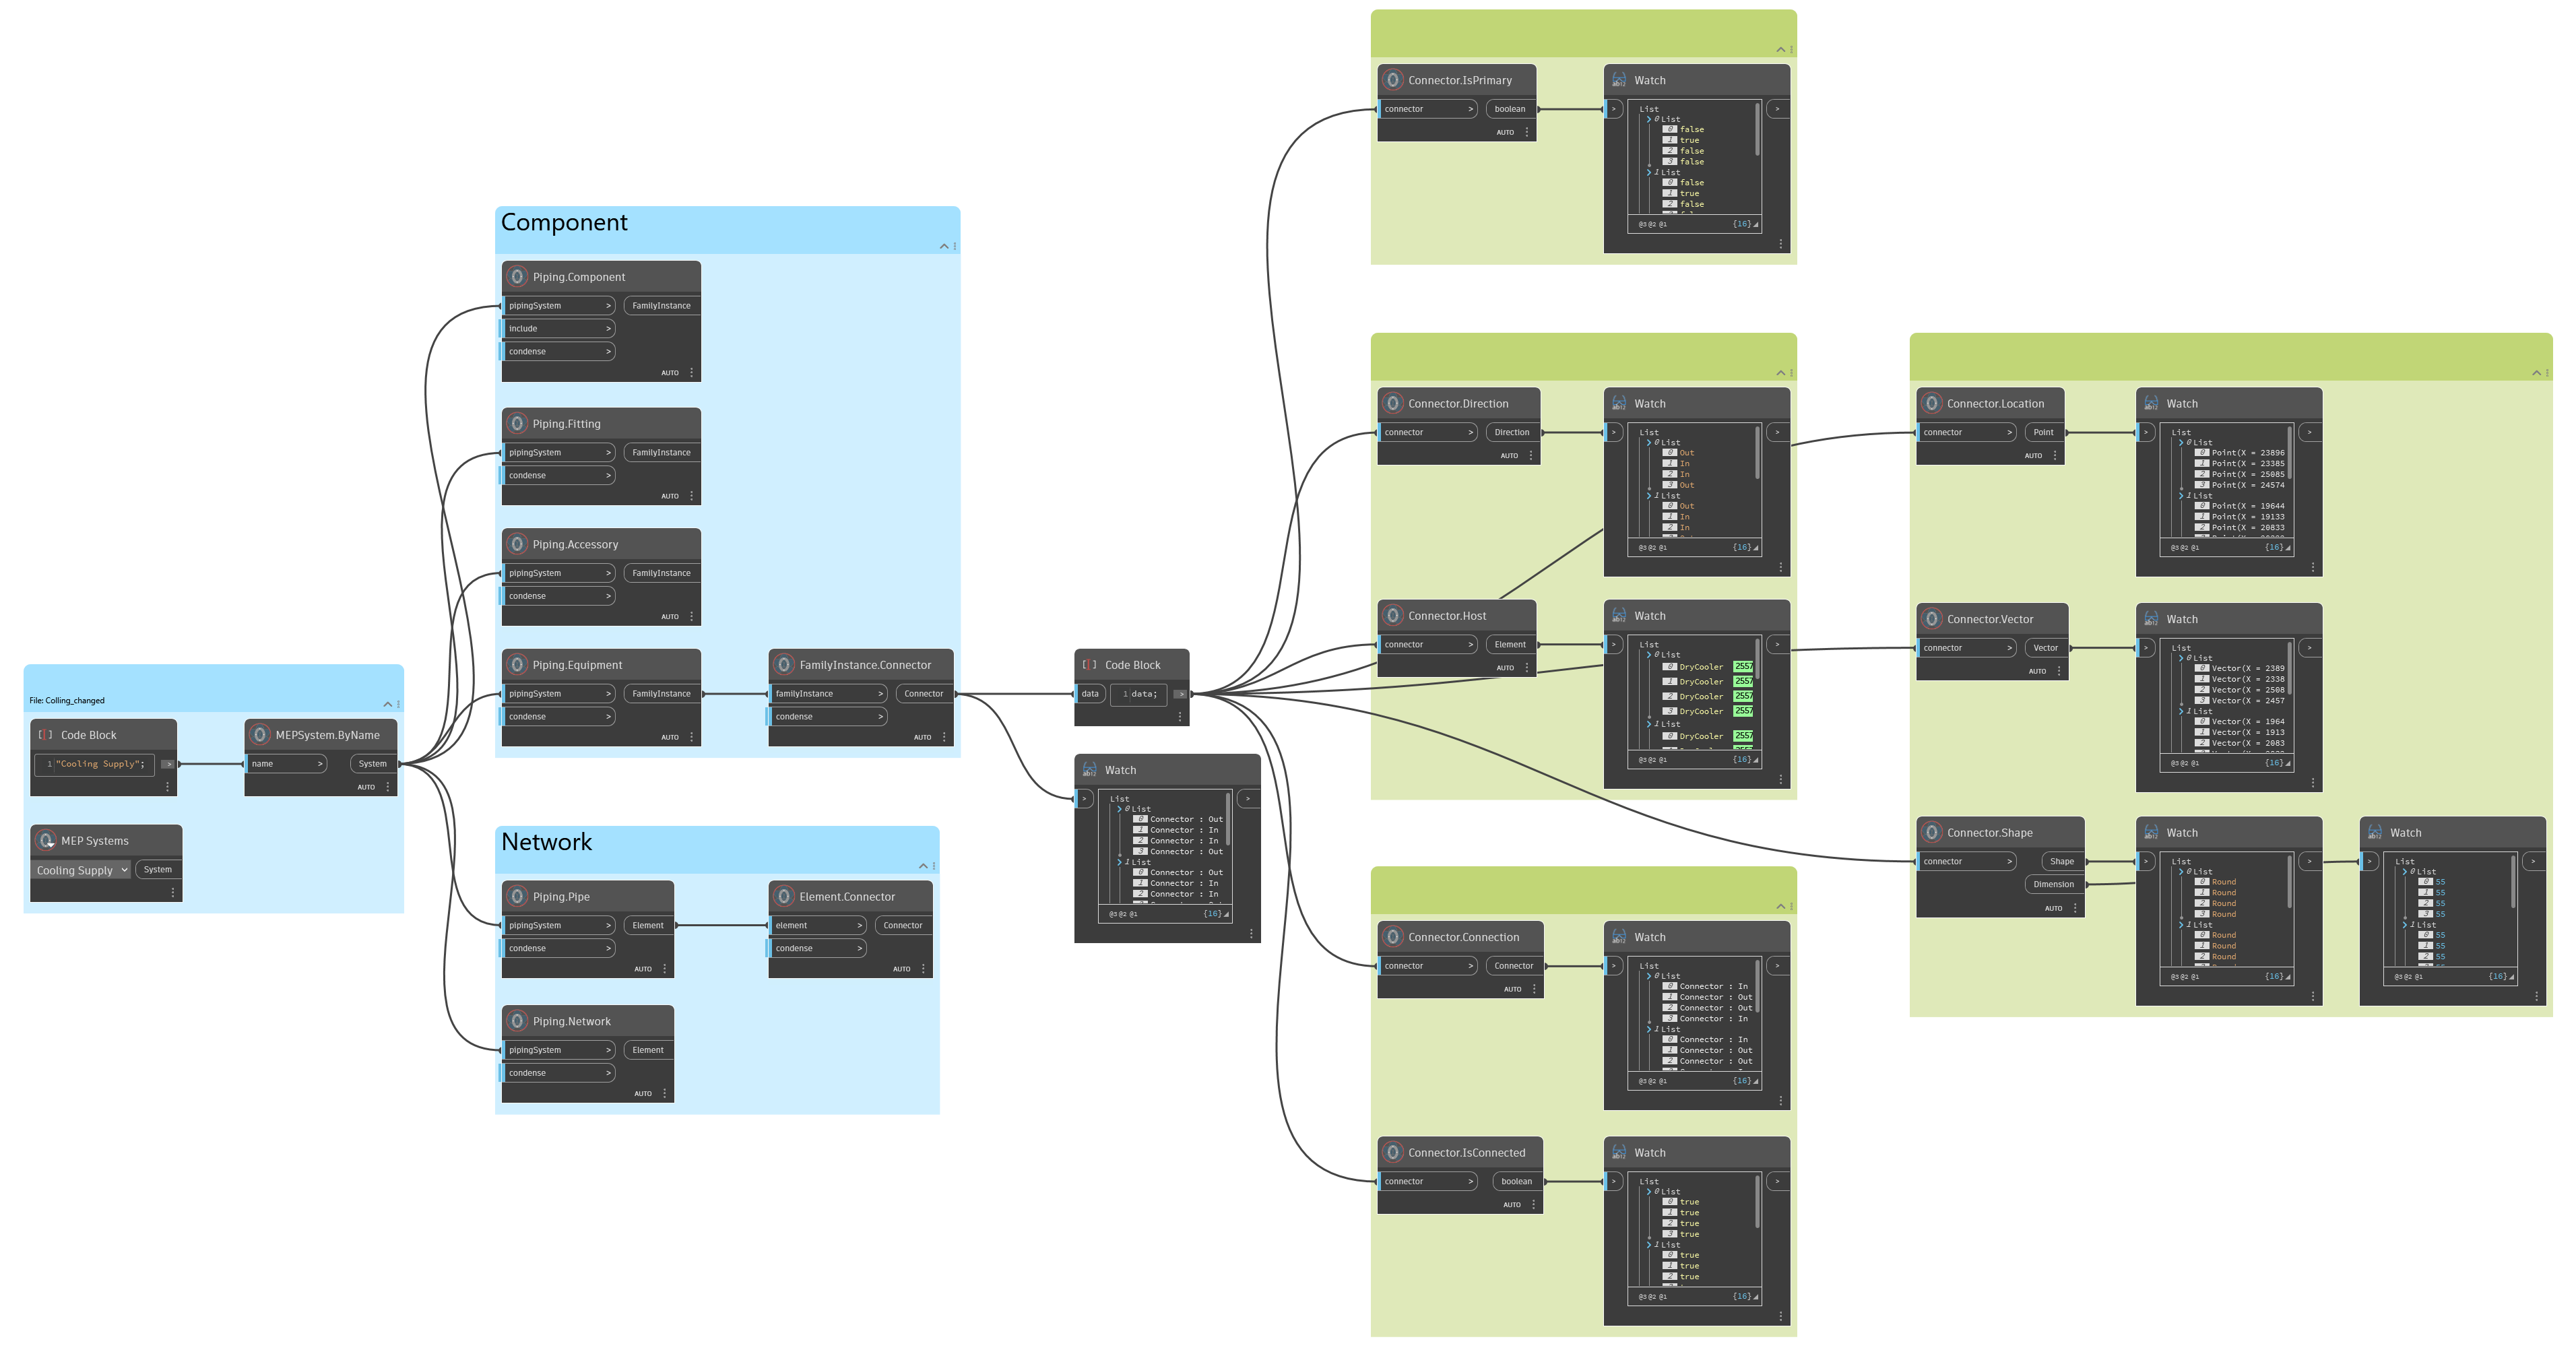 File: Colling_changed
Code Block
1 "Cooling Supply"; >
MEPSystem.ByName
name > System
AUTO
MEP Systems
Cooling Supply System
Component
Piping.Component
pipingSystem > FamilyInstance
include >
condense >
AUTO
Piping.Fitting
pipingSystem > FamilyInstance
condense >
AUTO
Piping.Accessory
pipingSystem > FamilyInstance
condense >
AUTO
Piping.Equipment
pipingSystem > FamilyInstance
condense >
AUTO
FamilyInstance.Connector
familyInstance > Connector
condense >
AUTO
Network
Piping.Pipe
pipingSystem > Element
condense >
AUTO
Element.Connector
element > Connector
condense >
AUTO
Piping.Network
pipingSystem > Element
condense >
AUTO
Code Block
data 1 data; >
Watch
> >
List
0 List
0 Connector : Out
1 Connector : In
2 Connector : In
3 Connector : Out
1 List
0 Connector : Out
1 Connector : In
2 Connector : In
@3 @2 @1 {16}
Connector.IsPrimary
connector > boolean
AUTO
Watch
> >
List
0 List
0 false
1 true
2 false
3 false
1 List
0 false
1 true
2 false
@3 @2 @1 {16}
Connector.Direction
connector > Direction
AUTO
Watch
> >
List
0 List
0 Out
1 In
2 In
3 Out
1 List
0 Out
1 In
2 In
@3 @2 @1 {16}
Connector.Host
connector > Element
AUTO
Watch
> >
List
0 List
0 DryCooler 2557
1 DryCooler 2557
2 DryCooler 2557
3 DryCooler 2557
1 List
0 DryCooler 2557
@3 @2 @1 {16}
Connector.Connection
connector > Connector
AUTO
Watch
> >
List
0 List
0 Connector : In
1 Connector : Out
2 Connector : Out
3 Connector : In
1 List
0 Connector : In
1 Connector : Out
2 Connector : Out
@3 @2 @1 {16}
Connector.IsConnected
connector > boolean
AUTO
Watch
> >
List
0 List
0 true
1 true
2 true
3 true
1 List
0 true
1 true
2 true
@3 @2 @1 {16}
Connector.Location
connector > Point
AUTO
Watch
> >
List
0 List
0 Point(X = 23896
1 Point(X = 23385
2 Point(X = 25085
3 Point(X = 24574
1 List
0 Point(X = 19644
1 Point(X = 19133
2 Point(X = 20833
@3 @2 @1 {16}
Connector.Vector
connector > Vector
AUTO
Watch
> >
List
0 List
0 Vector(X = 2389
1 Vector(X = 2338
2 Vector(X = 2508
3 Vector(X = 2457
1 List
0 Vector(X = 1964
1 Vector(X = 1913
2 Vector(X = 2083
@3 @2 @1 {16}
Connector.Shape
connector > Shape
Dimension
AUTO
Watch
> >
List
0 List
0 Round
1 Round
2 Round
3 Round
1 List
0 Round
1 Round
2 Round
@3 @2 @1 {16}
Watch
> >
List
0 List
0 55
1 55
2 55
3 55
1 List
0 55
1 55
2 55
@3 @2 @1 {16}